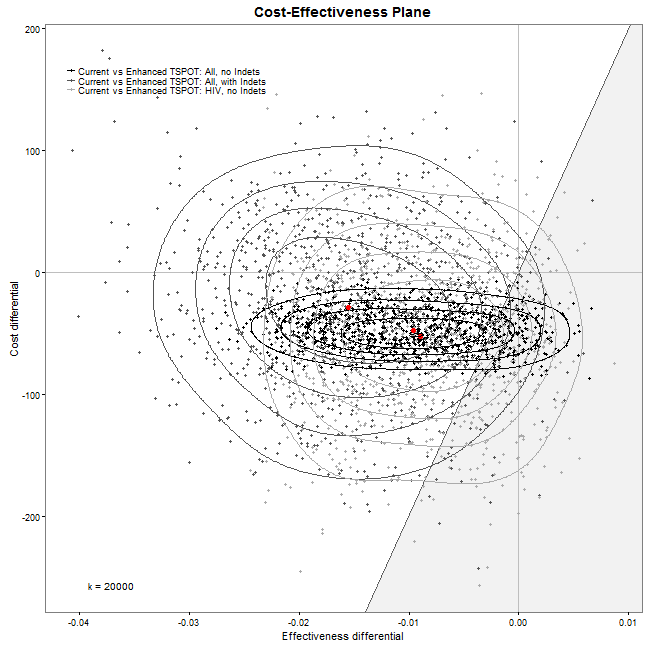 Cost-Effectiveness Plane
200
Current vs Enhanced TSPOT: All, no Indets
Current vs Enhanced TSPOT: All, with Indets
Current vs Enhanced TSPOT: HIV, no Indets
100
0
Cost differential
-100
-200
k = 20000
-0.04 -0.03 -0.02 -0.01 0.00 0.01
Effectiveness differential